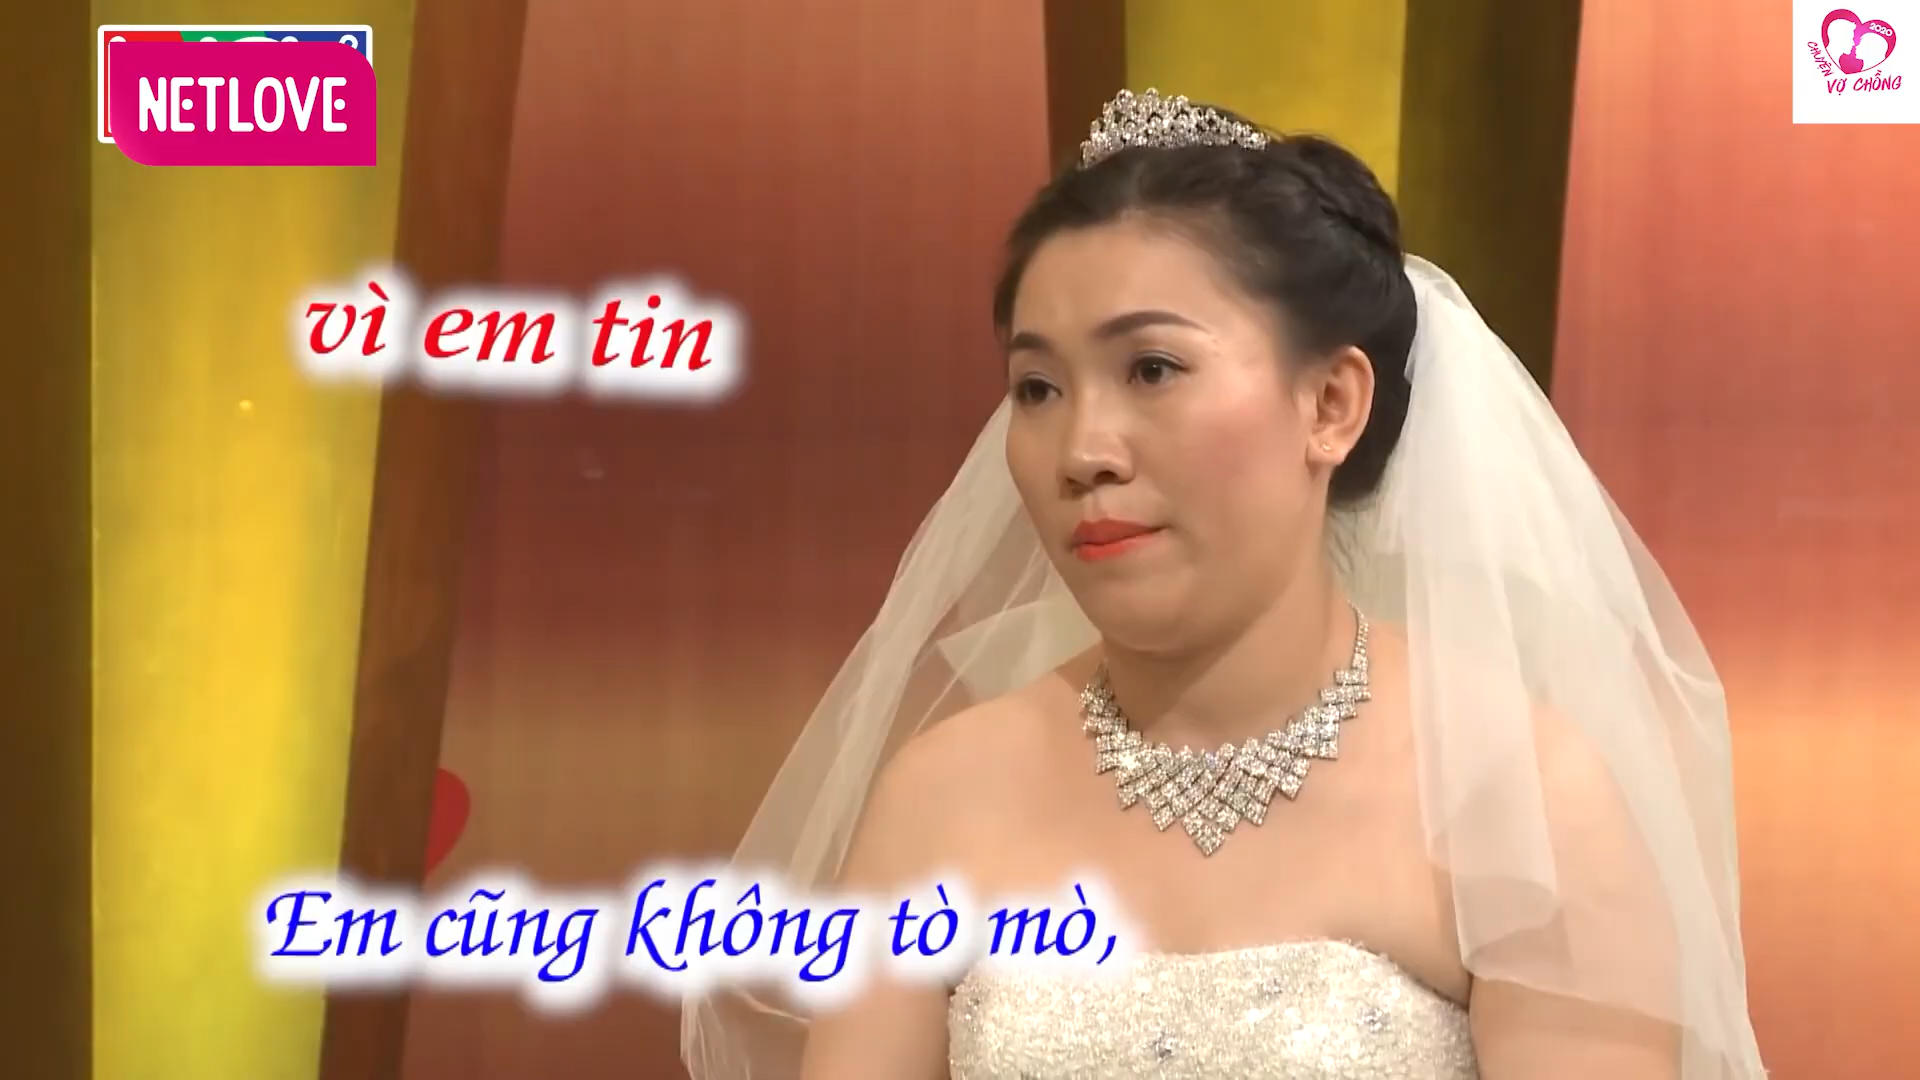 NETLOVE
2020
CHUYỆN
VỢ CHỒNG
vì em tin
Em cũng không tò mò,